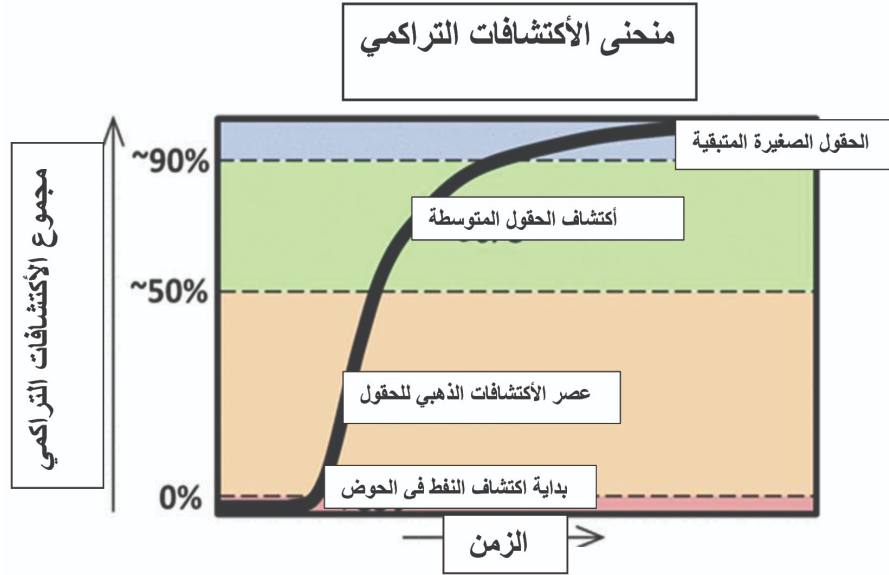 منحنى الأكتشافات التراكمي
الحقول الصغيرة المتبقية
~90%
أكتشاف الحقول المتوسطة
مجموع الأكتشافات التراكمي
~50%
عصر الأكتشافات الذهبي للحقول
بداية اكتشاف النفط فى الحوض
0%
الزمن